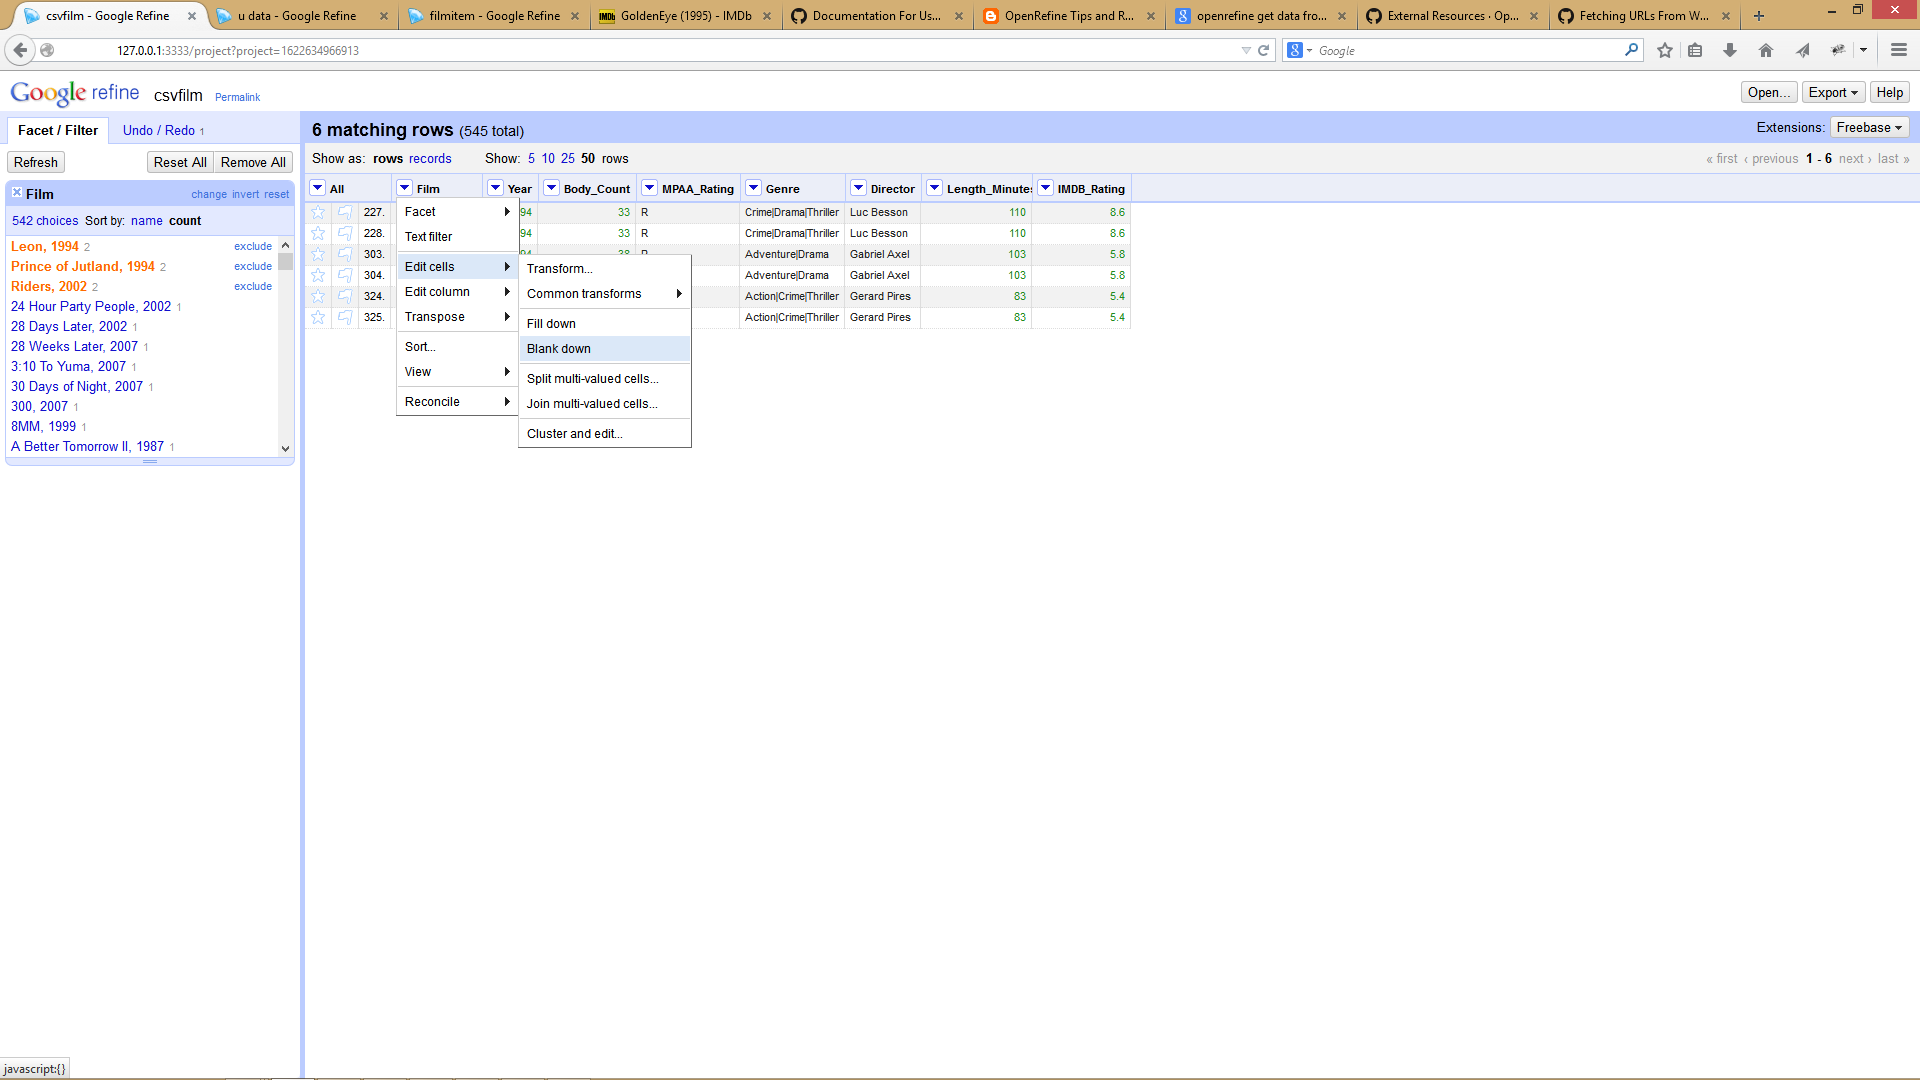 csvfilm - Google Refine
u data - Google Refine
filmitem - Google Refine
IMDb GoldenEye (1995) - IMDb
Documentation For Us...
OpenRefine Tips and R...
openrefine get data fro...
External Resources · Op...
Fetching URLs From W...
127.0.0.1:3333/project?project=1622634966913
Google
Google refine csvfilm Permalink
Open... Export Help
Facet / Filter Undo / Redo 1
6 matching rows (545 total)
Extensions: Freebase
Refresh Reset All Remove All
Show as: rows records Show: 5 10 25 50 rows
« first ‹ previous 1 - 6 next › last »
Film change invert reset
542 choices Sort by: name count
Leon, 1994 2 exclude
Prince of Jutland, 1994 2 exclude
Riders, 2002 2 exclude
24 Hour Party People, 2002 1
28 Days Later, 2002 1
28 Weeks Later, 2007 1
3:10 To Yuma, 2007 1
30 Days of Night, 2007 1
300, 2007 1
8MM, 1999 1
A Better Tomorrow II, 1987 1
All Film Year Body_Count MPAA_Rating Genre Director Length_Minutes IMDB_Rating
227. 94 33 R Crime|Drama|Thriller Luc Besson 110 8.6
228. 94 33 R Crime|Drama|Thriller Luc Besson 110 8.6
303. Adventure|Drama Gabriel Axel 103 5.8
304. Adventure|Drama Gabriel Axel 103 5.8
324. Action|Crime|Thriller Gerard Pires 83 5.4
325. Action|Crime|Thriller Gerard Pires 83 5.4
Facet
Text filter
Edit cells
Edit column
Transpose
Sort...
View
Reconcile
Transform...
Common transforms
Fill down
Blank down
Split multi-valued cells...
Join multi-valued cells...
Cluster and edit...
javascript:{}